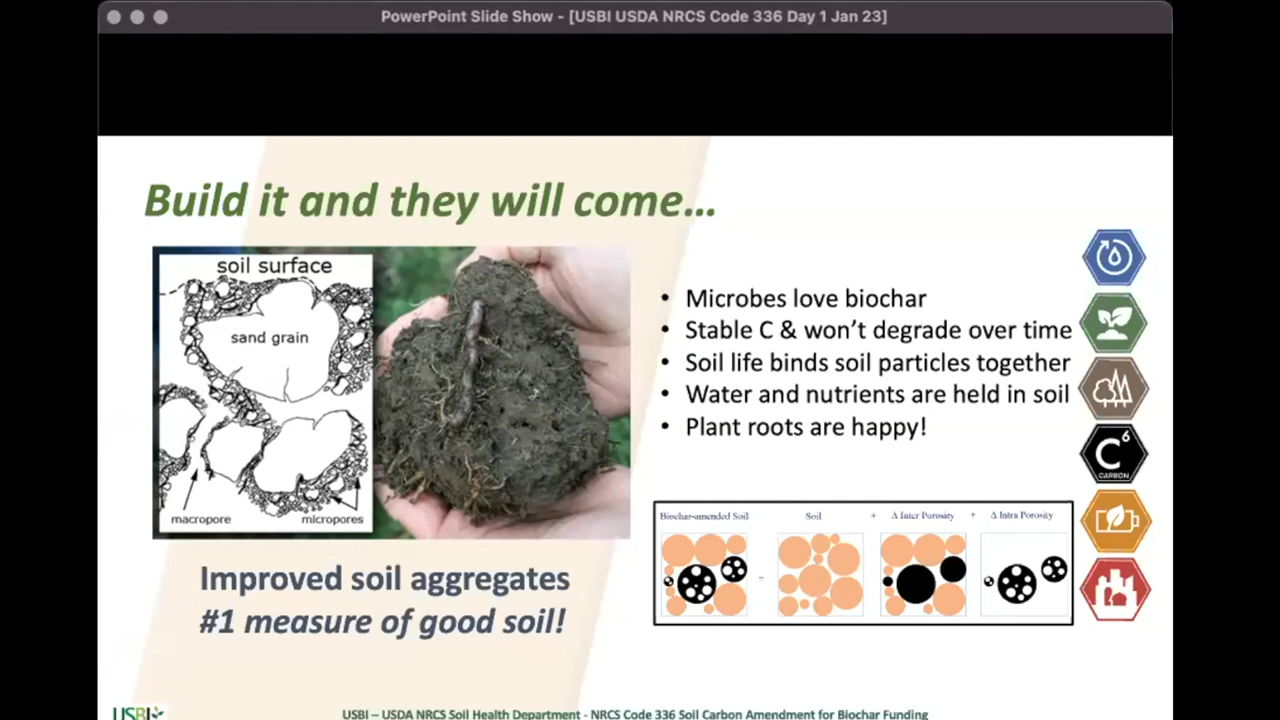 PowerPoint Slide Show - [USBI USDA NRCS Code 336 Day 1 Jan 23]
Build it and they will come...
soil surface
sand grain
macropore
micropores
• Microbes love biochar
• Stable C & won't degrade over time
• Soil life binds soil particles together
• Water and nutrients are held in soil
• Plant roots are happy!
C 6
CARBON
Biochar-amended Soil
Soil
+
Δ Inter Porosity
+
Δ Intra Porosity
Improved soil aggregates
#1 measure of good soil!
USBI
USBI – USDA NRCS Soil Health Department - NRCS Code 336 Soil Carbon Amendment for Biochar Funding